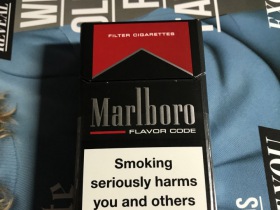 FILTER CIGARETTES
Marlboro
FLAVOR CODE
Smoking
seriously harms
you and others